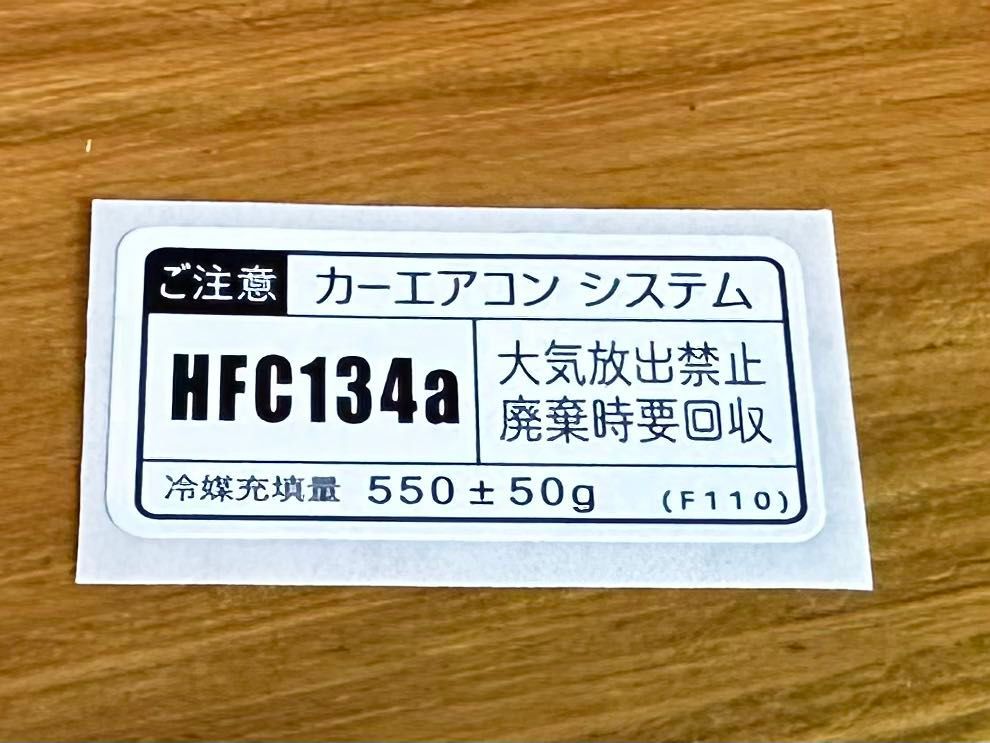 ご注意 カーエアコン システム
HFC134a
大気放出禁止
廃棄時要回収
冷媒充填量 550±50g (F110)